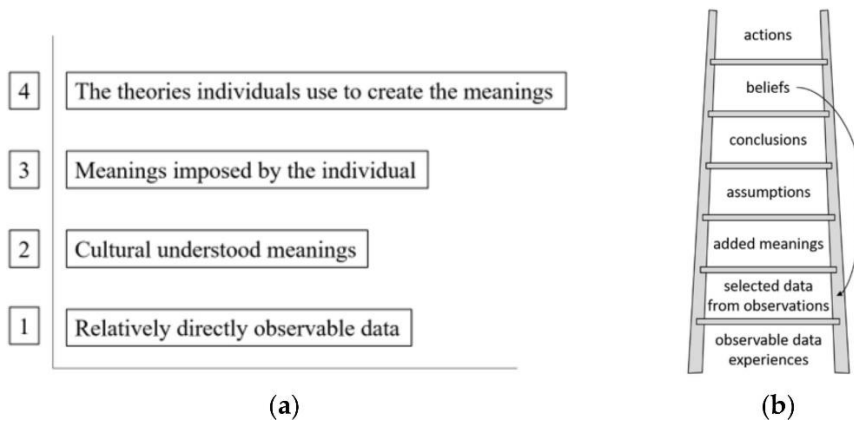 4 The theories individuals use to create the meanings
3 Meanings imposed by the individual
2 Cultural understood meanings
1 Relatively directly observable data
(a)
actions
beliefs
conclusions
assumptions
added meanings
selected data
from observations
observable data
experiences
(b)